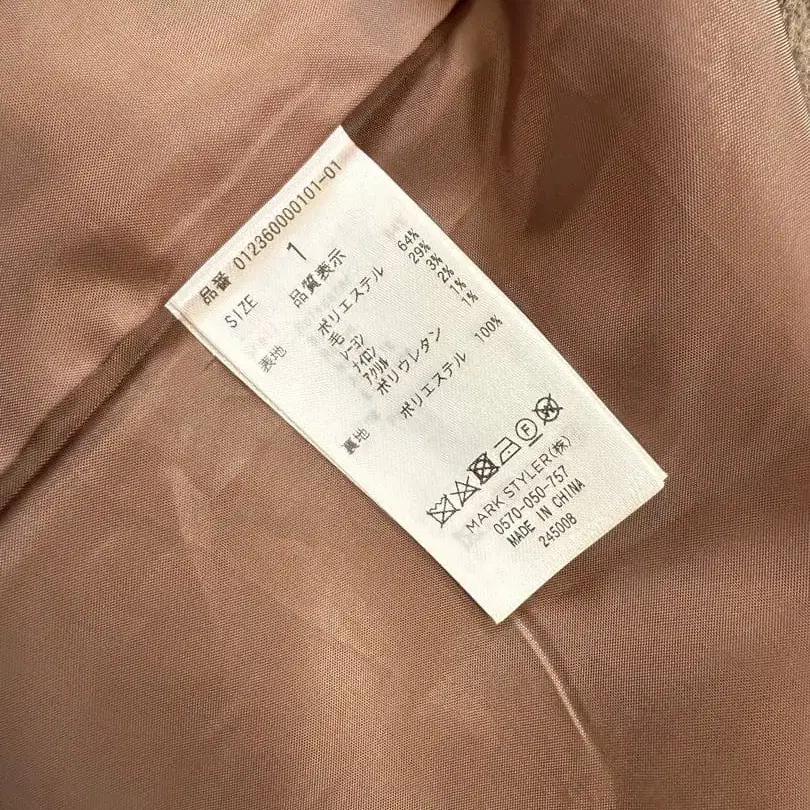 品番 012360000101-01
SIZE 1
品質表示
表地 ポリエステル 64%
毛 29%
レーヨン 3%
ナイロン 2%
アクリル 1%
ポリウレタン 1%
裏地 ポリエステル 100%
MARK STYLER(株)
0570-050-757
MADE IN CHINA
245008